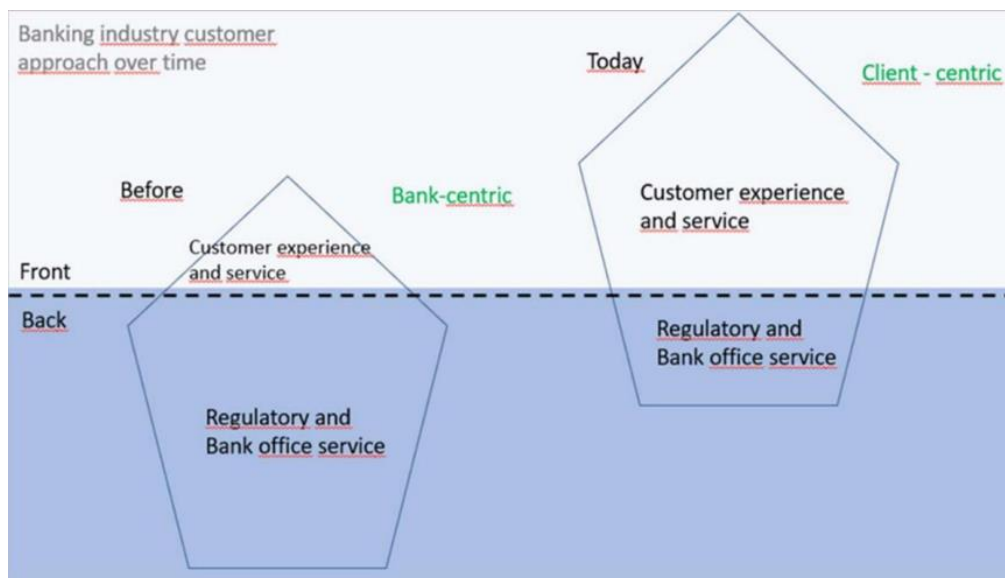 Banking industry customer
approach over time
Today
Client - centric
Before
Bank-centric
Customer experience
and service
Customer experience
and service
Front
Back
Regulatory and
Bank office service
Regulatory and
Bank office service